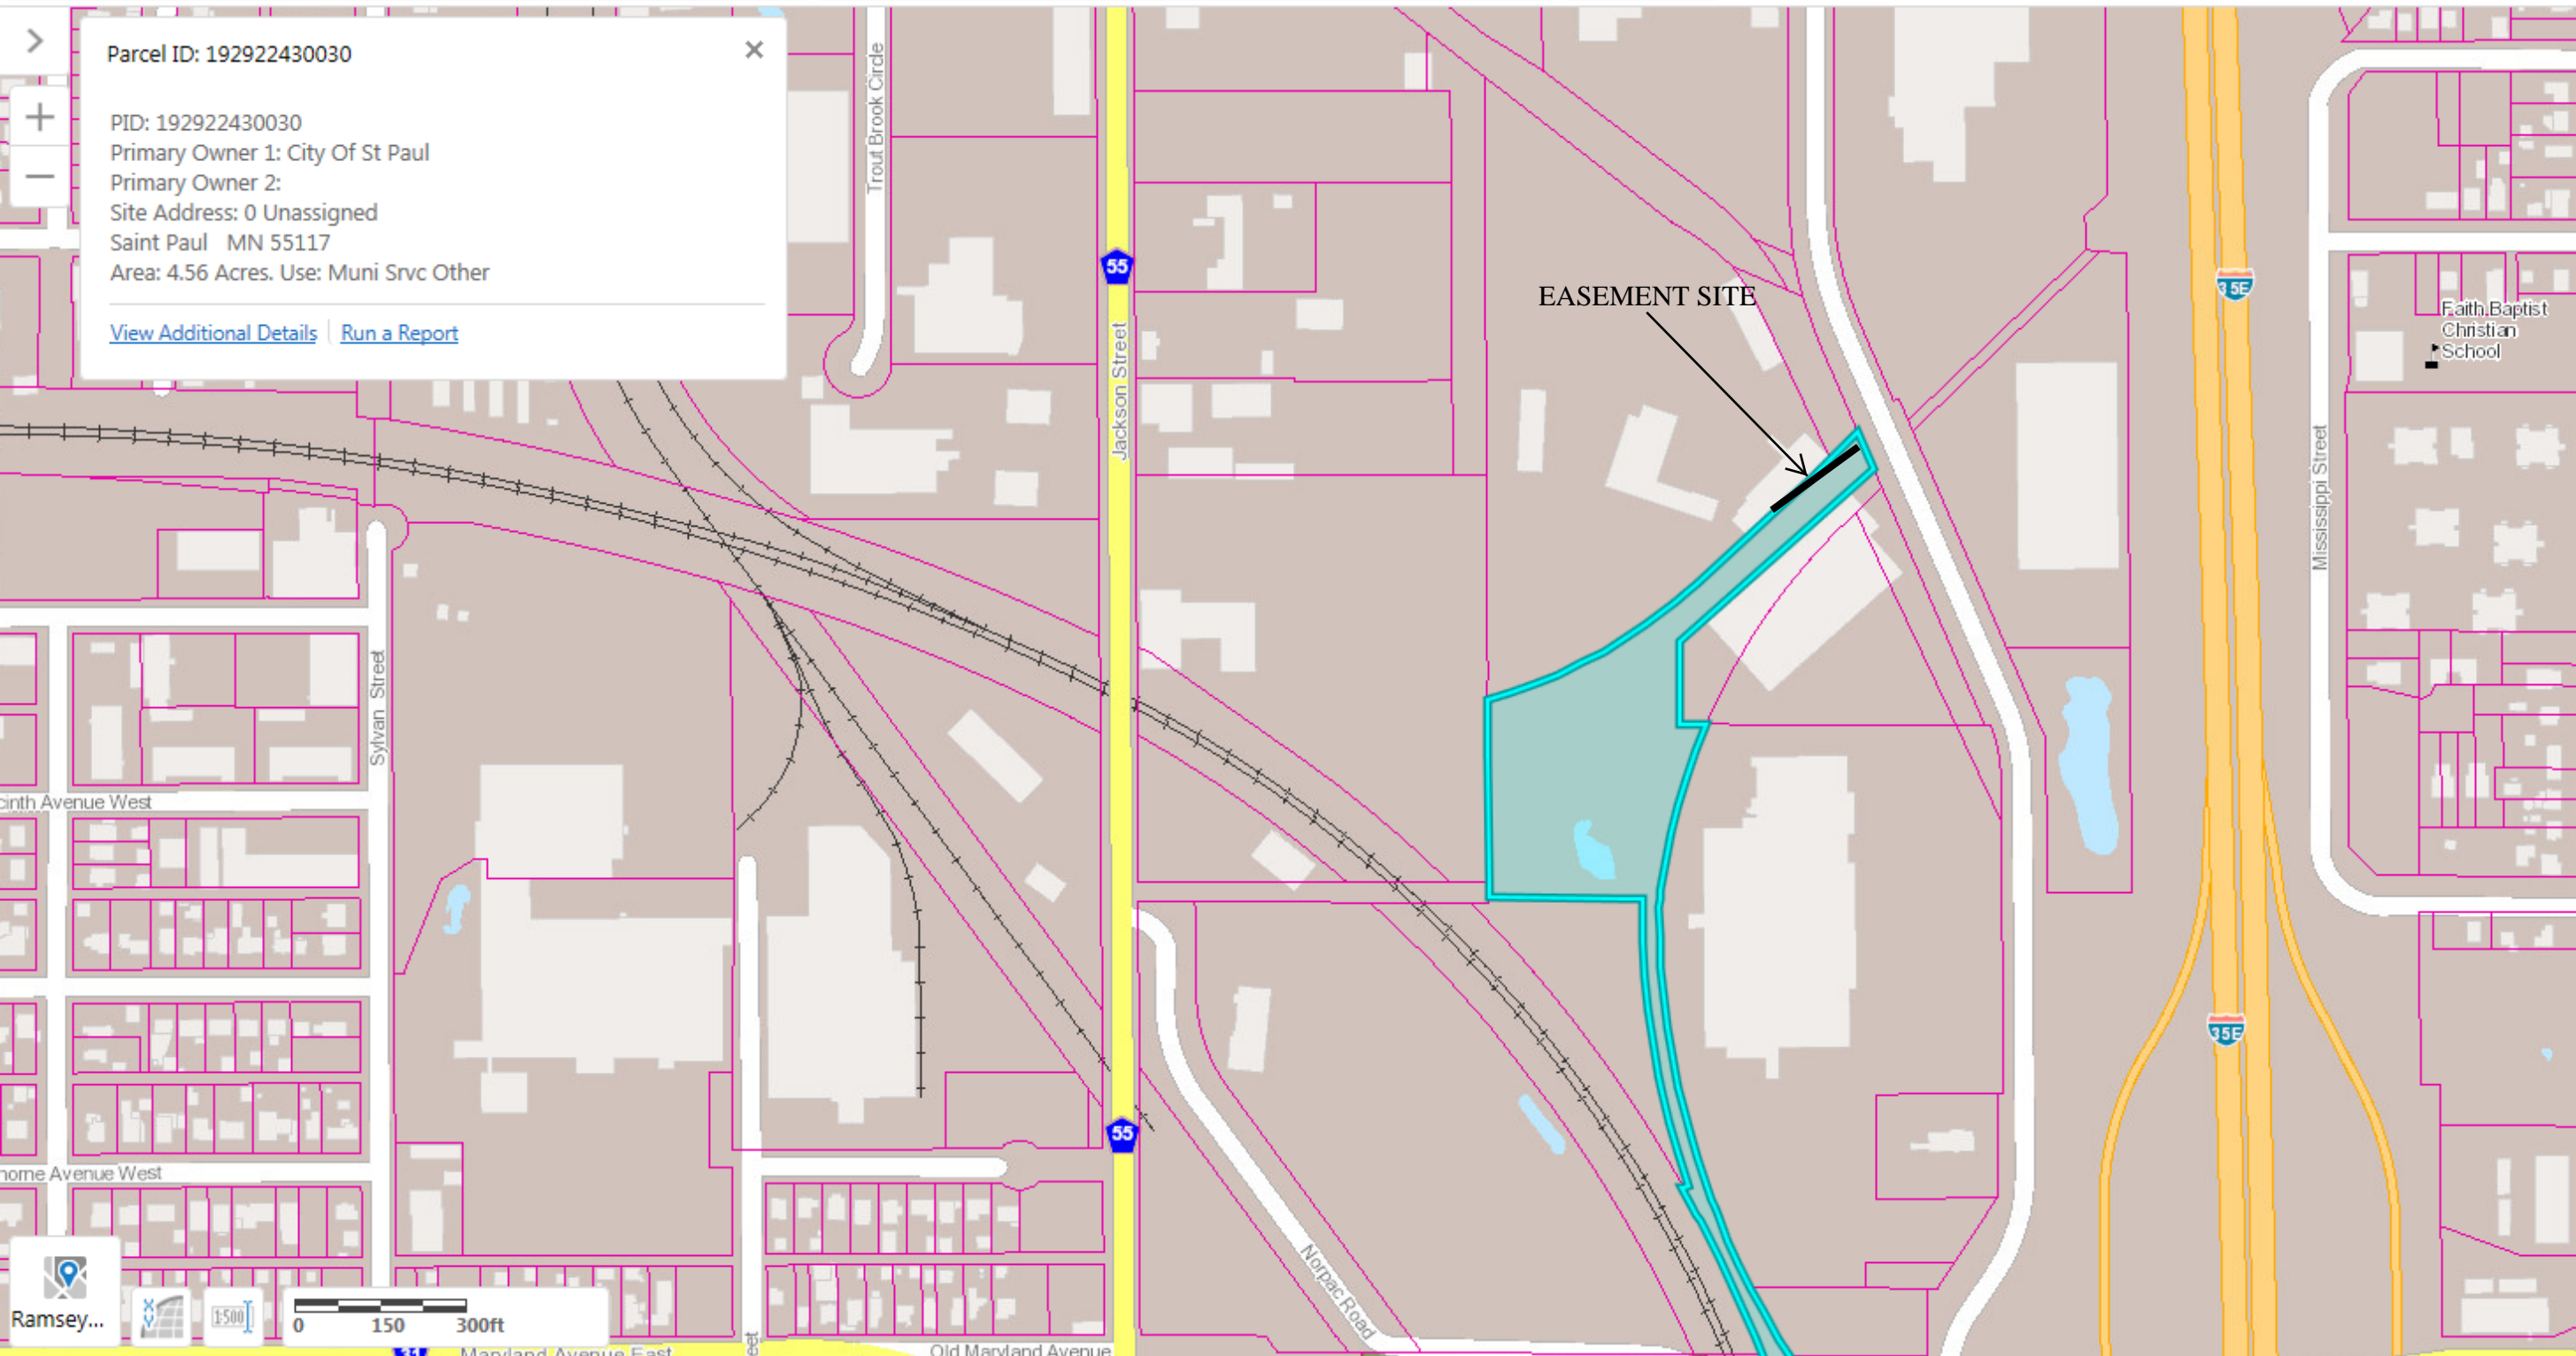 Parcel ID: 192922430030
PID: 192922430030
Primary Owner 1: City Of St Paul
Primary Owner 2:
Site Address: 0 Unassigned
Saint Paul MN 55117
Area: 4.56 Acres. Use: Muni Srvc Other
View Additional Details
Run a Report
Trout Brook Circle
55
Jackson Street
EASEMENT SITE
35E
Faith Baptist
Christian
School
Mississippi Street
Sylvan Street
cinth Avenue West
35E
55
horne Avenue West
Norpac Road
Ramsey...
1:500
0 150 300ft
31
Maryland Avenue East
eet
Old Maryland Avenue